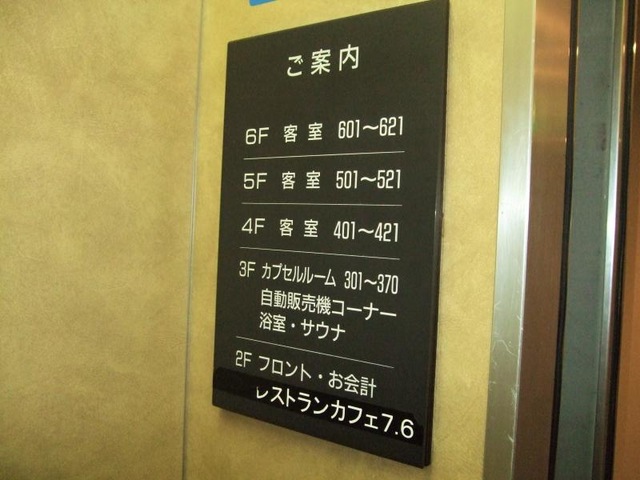 ご案内
6F 客室 601～621
5F 客室 501～521
4F 客室 401～421
3F カプセルルーム 301～370
自動販売機コーナー
浴室・サウナ
2F フロント・お会計
レストランカフェ7.6